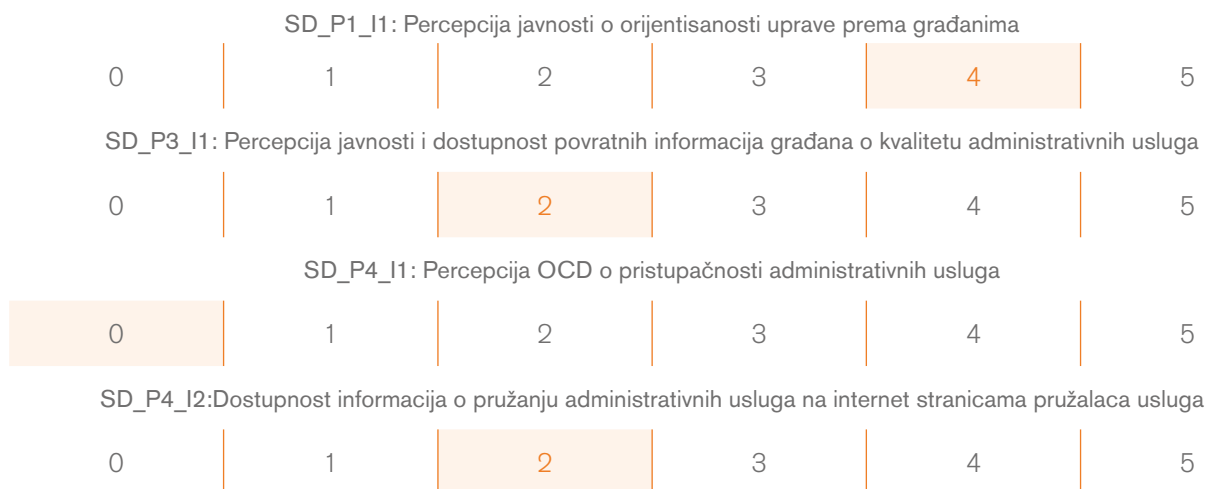 SD_P1_I1: Percepcija javnosti o orijentisanosti uprave prema građanima
0 1 2 3 4 5
SD_P3_I1: Percepcija javnosti i dostupnost povratnih informacija građana o kvalitetu administrativnih usluga
0 1 2 3 4 5
SD_P4_I1: Percepcija OCD o pristupačnosti administrativnih usluga
0 1 2 3 4 5
SD_P4_I2:Dostupnost informacija o pružanju administrativnih usluga na internet stranicama pružalaca usluga
0 1 2 3 4 5